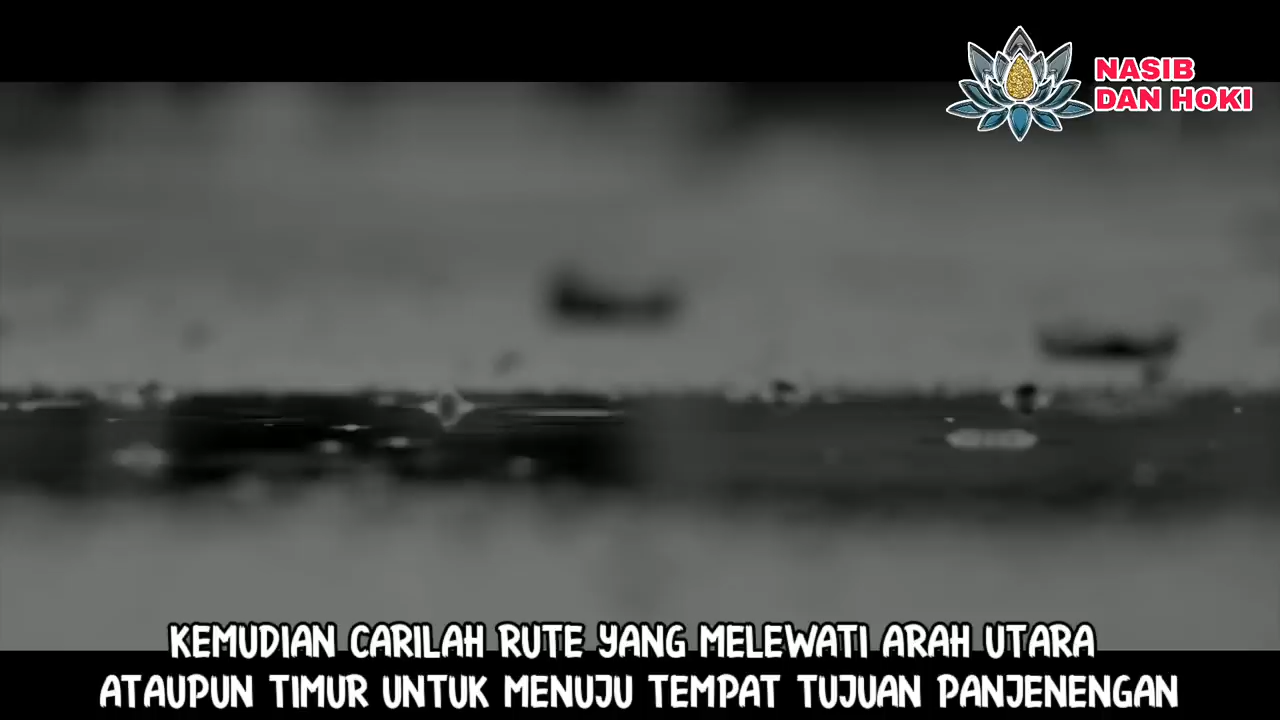 NASIB
DAN HOKI
KEMUDIAN CARILAH RUTE YANG MELEWATI ARAH UTARA
ATAUPUN TIMUR UNTUK MENUJU TEMPAT TUJUAN PANJENENGAN